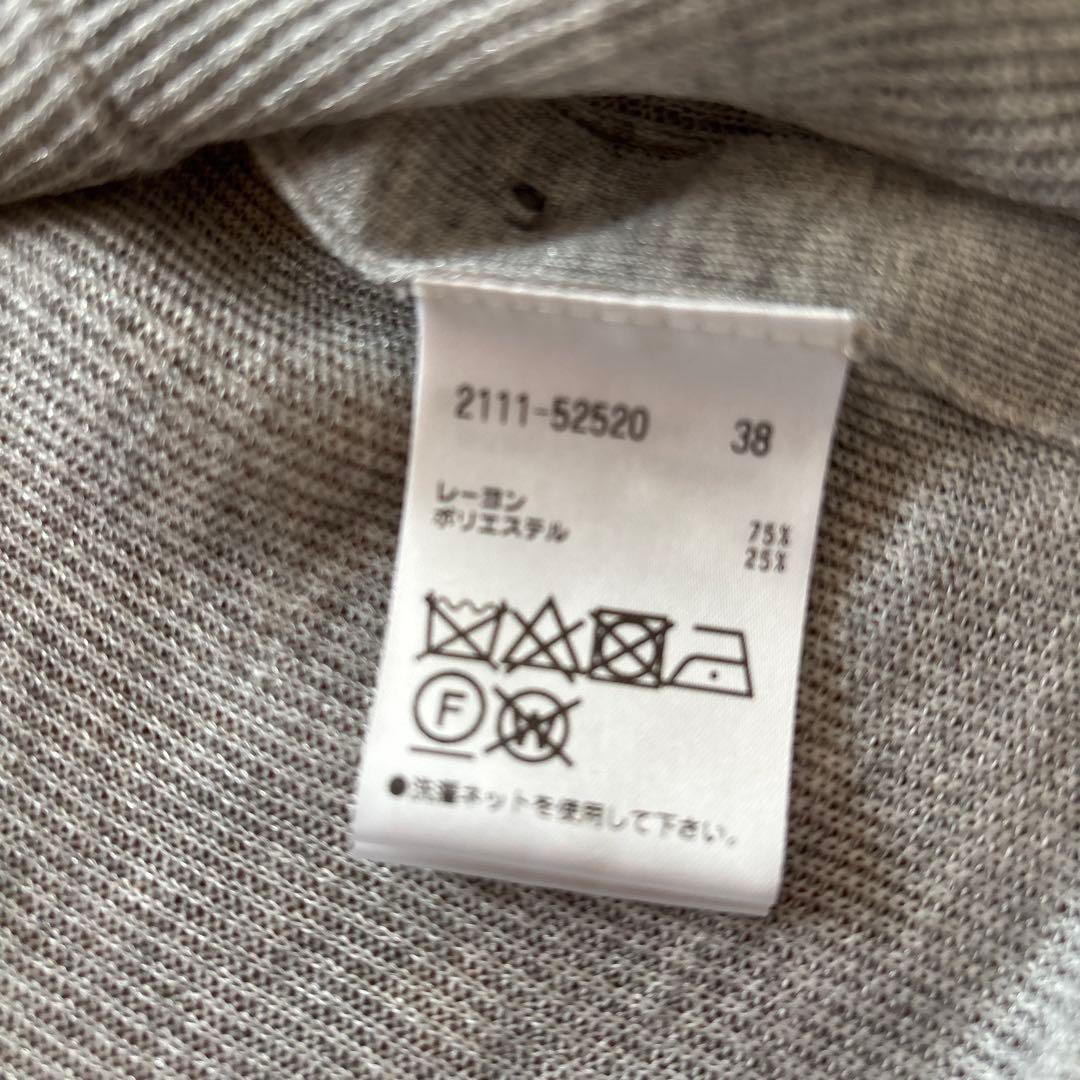 2111-52520 38
レーヨン 75%
ポリエステル 25%
F W
●洗濯ネットを使用して下さい。